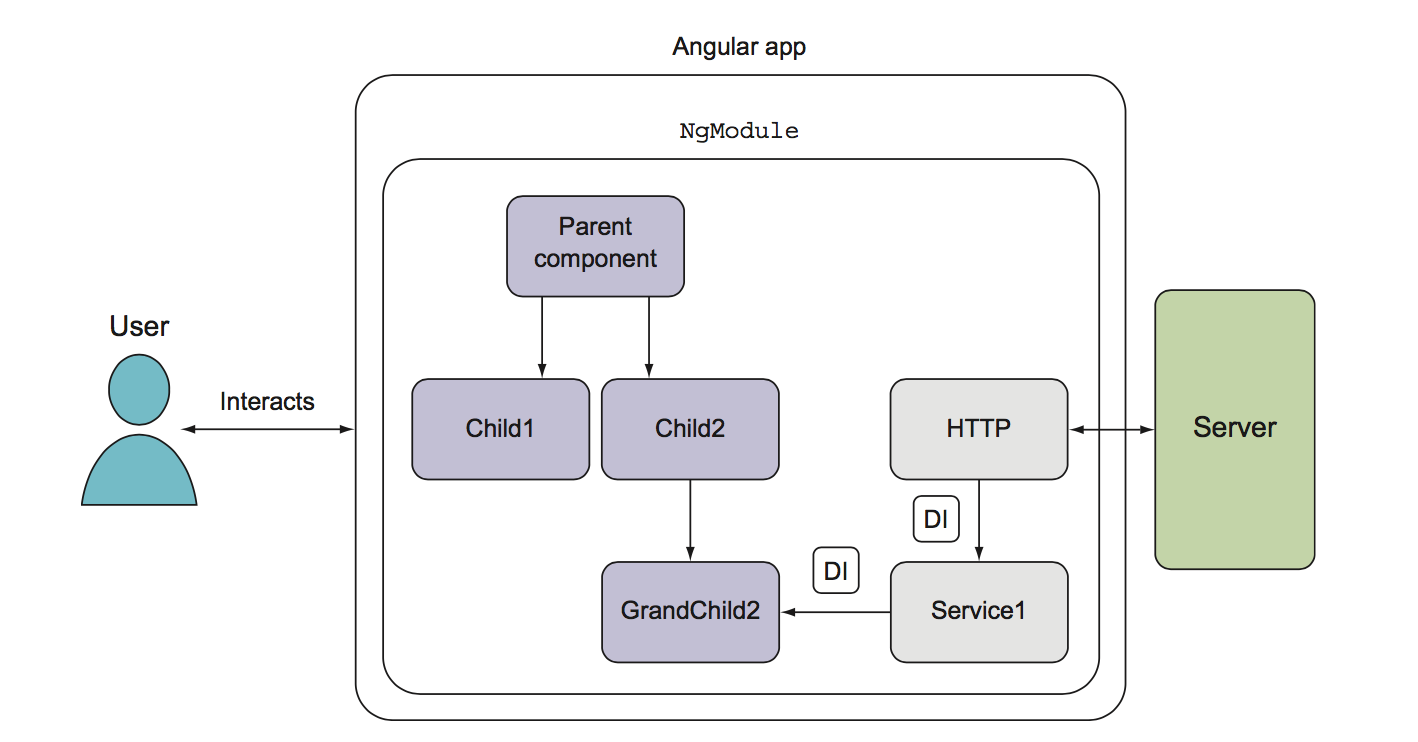 Angular app
NgModule
Parent
component
User
Interacts
Child1
Child2
HTTP
Server
DI
DI
GrandChild2
Service1